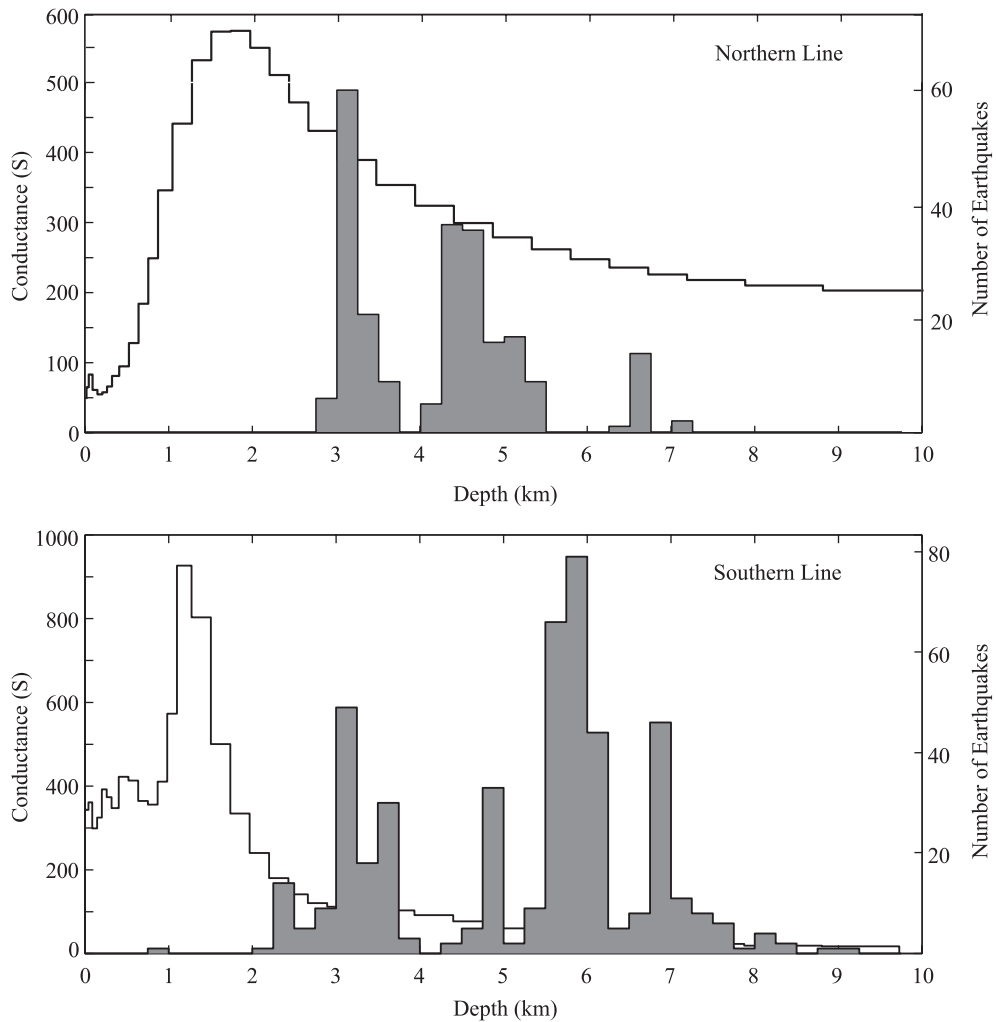 Northern Line
Conductance (S)
600
500
400
300
200
100
0
0 1 2 3 4 5 6 7 8 9 10
Depth (km)
60
40
20
Number of Earthquakes
Southern Line
Conductance (S)
1000
800
600
400
200
0
0 1 2 3 4 5 6 7 8 9 10
Depth (km)
80
60
40
20
Number of Earthquakes